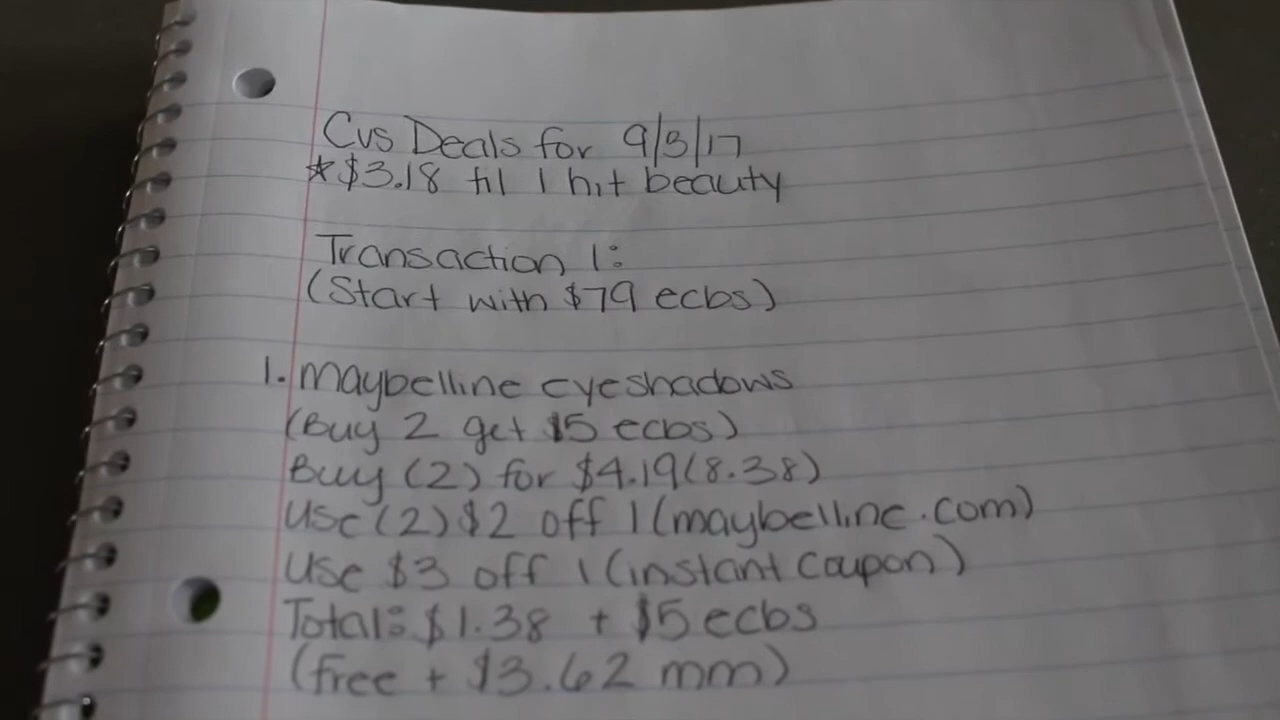 Cvs Deals for 9/3/17
*$3.18 til I hit beauty
Transaction 1:
(Start with $79 ecbs)
1. Maybelline eyeshadows
(Buy 2 get $5 ecbs)
Buy (2) for $4.19(8.38)
Use (2) $2 off 1 (maybelline.com)
Use $3 off 1 (instant coupon)
Total: $1.38 + $5 ecbs
(free + $3.62 mm)